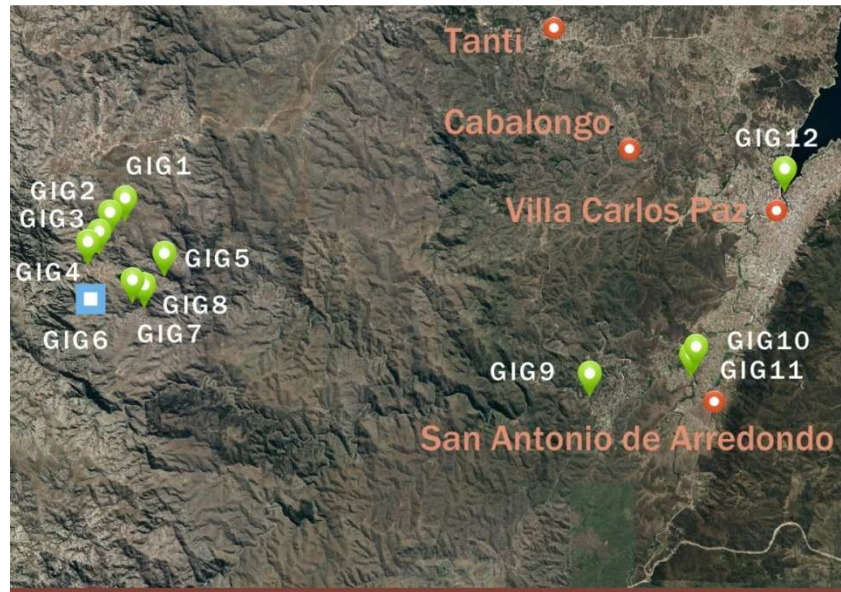 Tanti
Cabalongo
GIG12
GIG1
GIG2
Villa Carlos Paz
GIG3
GIG5
GIG4
GIG8
GIG7
GIG6
GIG10
GIG9
GIG11
San Antonio de Arredondo